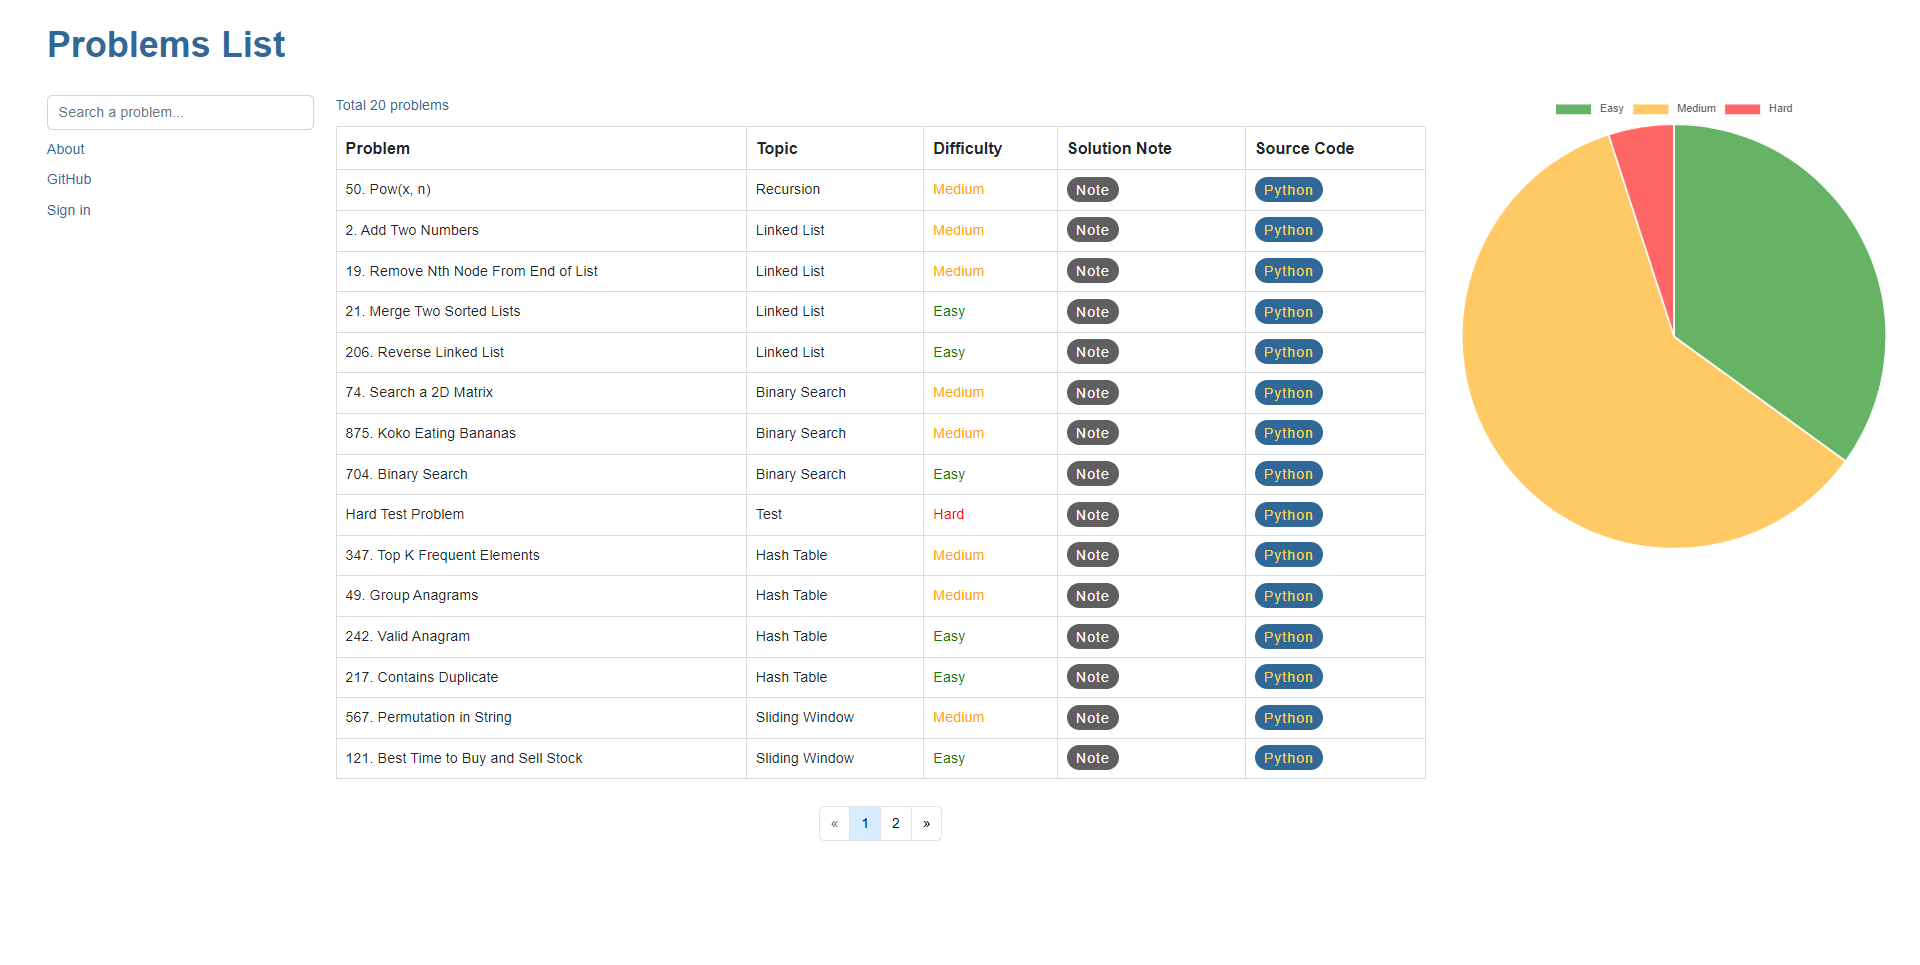 Problems List
Search a problem...
About
GitHub
Sign in
Total 20 problems
Problem Topic Difficulty Solution Note Source Code
50. Pow(x, n) Recursion Medium Note Python
2. Add Two Numbers Linked List Medium Note Python
19. Remove Nth Node From End of List Linked List Medium Note Python
21. Merge Two Sorted Lists Linked List Easy Note Python
206. Reverse Linked List Linked List Easy Note Python
74. Search a 2D Matrix Binary Search Medium Note Python
875. Koko Eating Bananas Binary Search Medium Note Python
704. Binary Search Binary Search Easy Note Python
Hard Test Problem Test Hard Note Python
347. Top K Frequent Elements Hash Table Medium Note Python
49. Group Anagrams Hash Table Medium Note Python
242. Valid Anagram Hash Table Easy Note Python
217. Contains Duplicate Hash Table Easy Note Python
567. Permutation in String Sliding Window Medium Note Python
121. Best Time to Buy and Sell Stock Sliding Window Easy Note Python
« 1 2 »
Easy Medium Hard